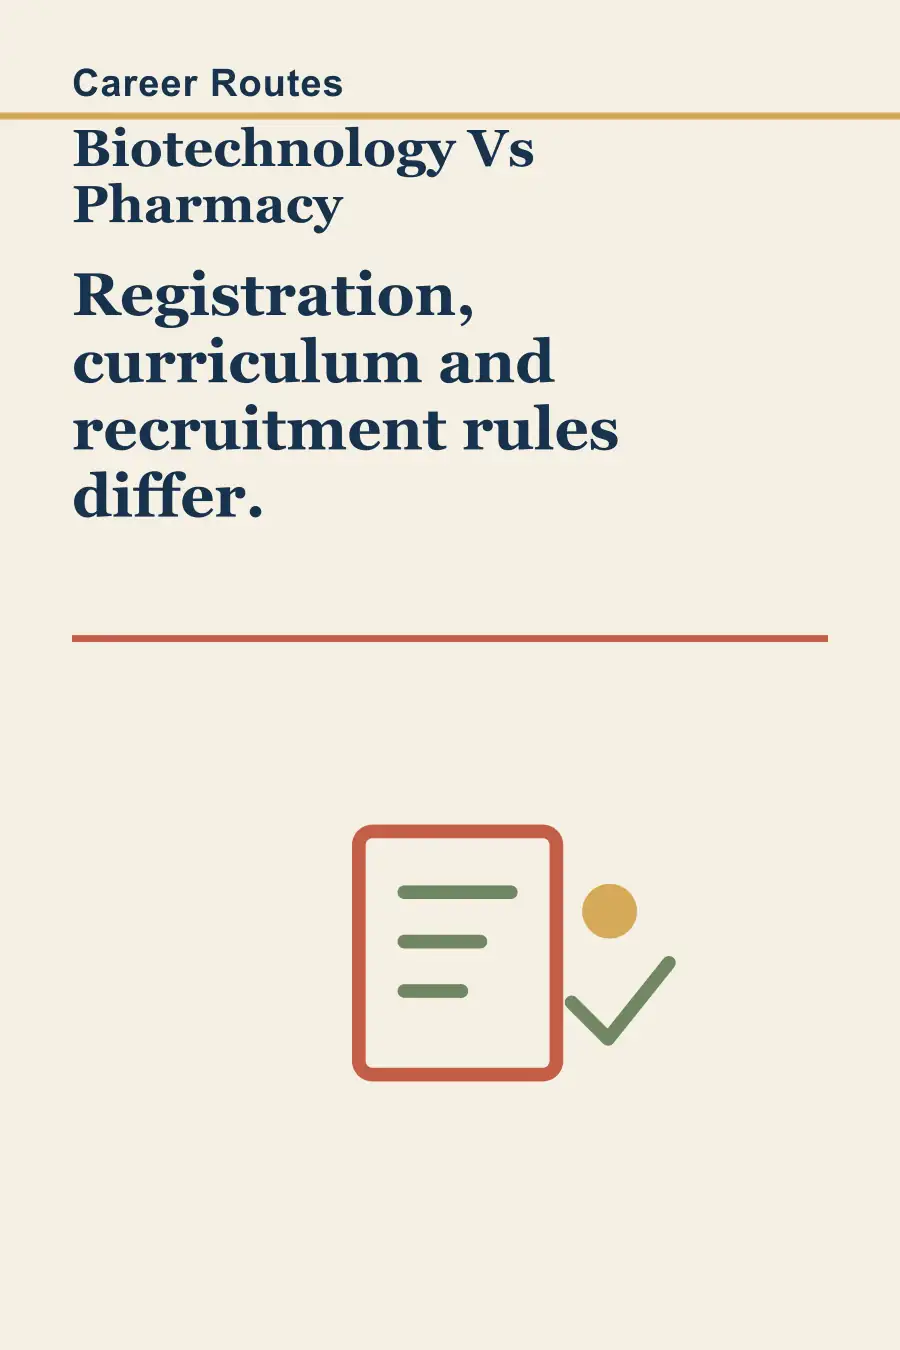 Career Routes
Biotechnology Vs
Pharmacy
Registration,
curriculum and
recruitment rules
differ.